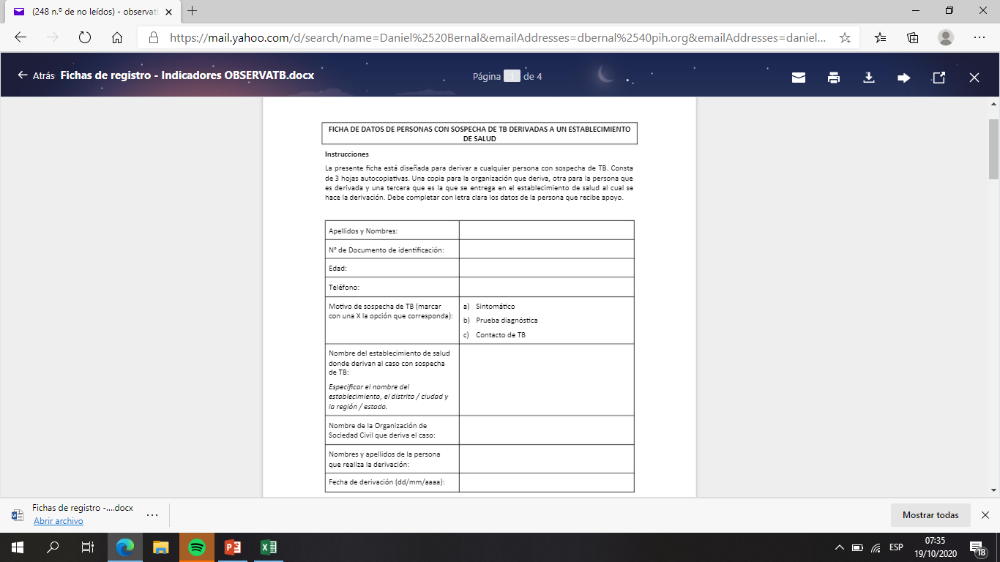 (248 n.º de no leídos) - observat
https://mail.yahoo.com/d/search/name=Daniel%2520Bernal&emailAddresses=dbernal%2540pih.org&emailAddresses=daniel...
Atrás Fichas de registro - Indicadores OBSERVATB.docx
Página 1 de 4
FICHA DE DATOS DE PERSONAS CON SOSPECHA DE TB DERIVADAS A UN ESTABLECIMIENTO
DE SALUD
Instrucciones
La presente ficha está diseñada para derivar a cualquier persona con sospecha de TB. Consta
de 3 hojas autocopiativas. Una copia para la organización que deriva, otra para la persona que
es derivada y una tercera que es la que se entrega en el establecimiento de salud al cual se
hace la derivación. Debe completar con letra clara los datos de la persona que recibe apoyo.
Apellidos y Nombres:
N° de Documento de identificación:
Edad:
Teléfono:
Motivo de sospecha de TB (marcar
con una X la opción que corresponda):
a) Sintomático
b) Prueba diagnóstica
c) Contacto de TB
Nombre del establecimiento de salud
donde derivan al caso con sospecha
de TB:
Especificar el nombre del
establecimiento, el distrito / ciudad y
la región / estado.
Nombre de la Organización de
Sociedad Civil que deriva el caso:
Nombres y apellidos de la persona
que realiza la derivación:
Fecha de derivación (dd/mm/aaaa):
Fichas de registro -....docx
Abrir archivo
Mostrar todas
ESP
07:35
19/10/2020
18